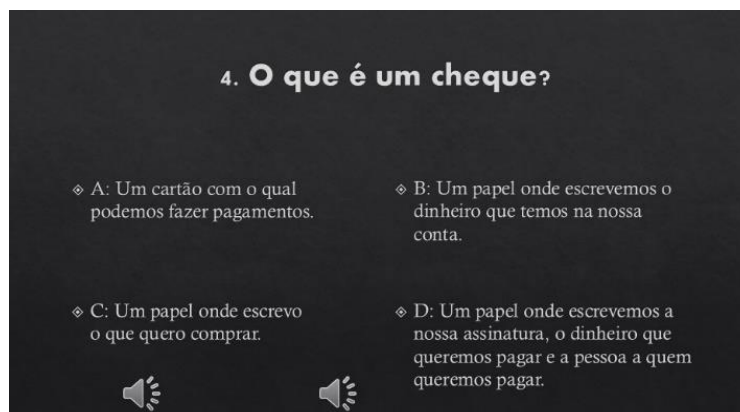 4. O que é um cheque?
A: Um cartão com o qual
podemos fazer pagamentos.
B: Um papel onde escrevemos o
dinheiro que temos na nossa
conta.
C: Um papel onde escrevo
o que quero comprar.
D: Um papel onde escrevemos a
nossa assinatura, o dinheiro que
queremos pagar e a pessoa a quem
queremos pagar.